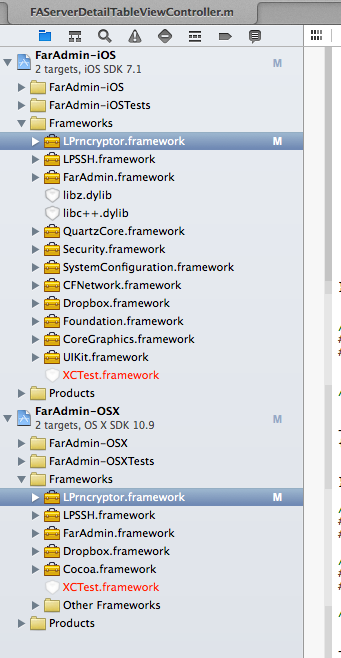 FAServerDetailTableViewController.m
FarAdmin-iOS
2 targets, iOS SDK 7.1
M
FarAdmin-iOS
FarAdmin-iOSTests
Frameworks
LPrncryptor.framework M
LPSSH.framework
FarAdmin.framework
libz.dylib
libc++.dylib
QuartzCore.framework
Security.framework
SystemConfiguration.framework
CFNetwork.framework
Dropbox.framework
Foundation.framework
CoreGraphics.framework
UIKit.framework
XCTest.framework
Products
FarAdmin-OSX
2 targets, OS X SDK 10.9
M
FarAdmin-OSX
FarAdmin-OSXTests
Frameworks
LPrncryptor.framework M
LPSSH.framework
FarAdmin.framework
Dropbox.framework
Cocoa.framework
XCTest.framework
Other Frameworks
Products